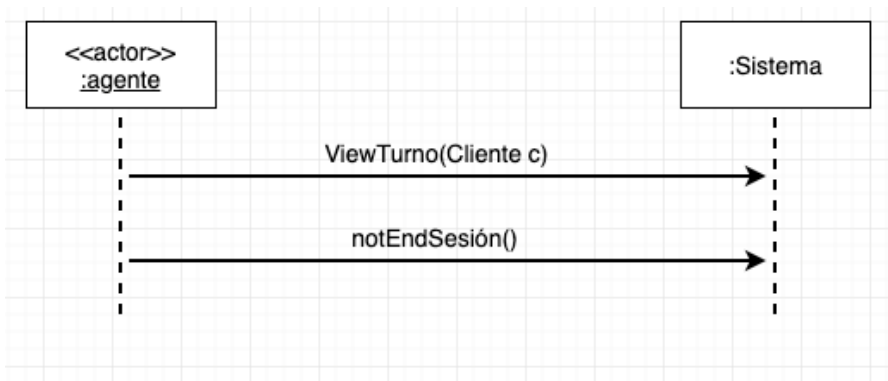 <<actor>>
:agente
:Sistema
ViewTurno(Cliente c)
notEndSesión()